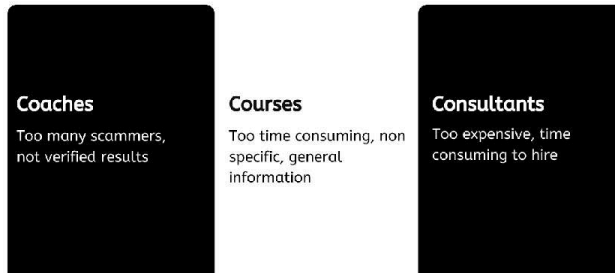 Coaches
Too many scammers,
not verified results
Courses
Too time consuming, non
specific, general
information
Consultants
Too expensive, time
consuming to hire